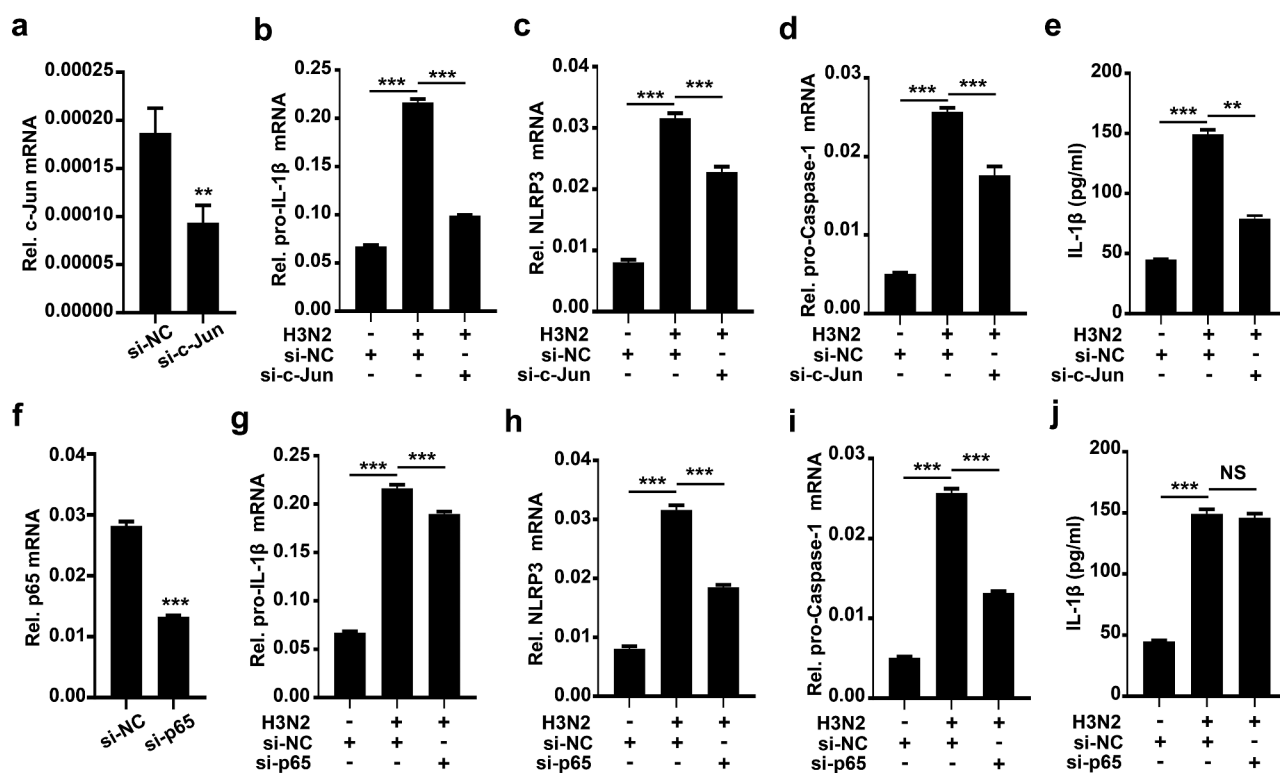 a
Rel. c-Jun mRNA
0.00025
0.00020
0.00015
0.00010
0.00005
0.00000
**
si-NC
si-c-Jun
b
Rel. pro-IL-1β mRNA
0.25
0.20
0.15
0.10
0.05
0.00
*** ***
H3N2 - + +
si-NC + + -
si-c-Jun - - +
c
Rel. NLRP3 mRNA
0.04
0.03
0.02
0.01
0.00
*** ***
H3N2 - + +
si-NC + + -
si-c-Jun - - +
d
Rel. pro-Caspase-1 mRNA
0.03
0.02
0.01
0.00
*** ***
H3N2 - + +
si-NC + + -
si-c-Jun - - +
e
IL-1β (pg/ml)
200
150
100
50
0
*** **
H3N2 - + +
si-NC + + -
si-c-Jun - - +
f
Rel. p65 mRNA
0.04
0.03
0.02
0.01
0.00
***
si-NC
si-p65
g
Rel. pro-IL-1β mRNA
0.25
0.20
0.15
0.10
0.05
0.00
*** ***
H3N2 - + +
si-NC + + -
si-p65 - - +
h
Rel. NLRP3 mRNA
0.04
0.03
0.02
0.01
0.00
*** ***
H3N2 - + +
si-NC + + -
si-p65 - - +
i
Rel. pro-Caspase-1 mRNA
0.03
0.02
0.01
0.00
*** ***
H3N2 - + +
si-NC + + -
si-p65 - - +
j
IL-1β (pg/ml)
200
150
100
50
0
*** NS
H3N2 - + +
si-NC + + -
si-p65 - - +